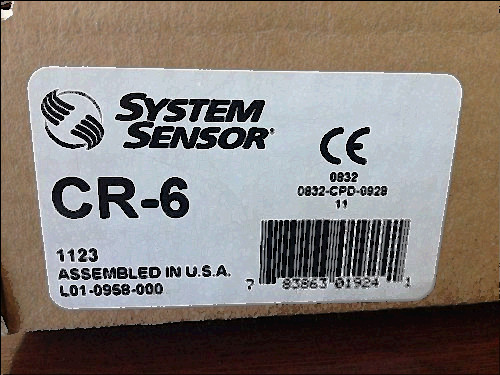 SYSTEM
SENSOR
CE
0832
0832-CPD-0928
11
CR-6
1123
ASSEMBLED IN U.S.A.
L01-0958-000
7 83863 01924 1